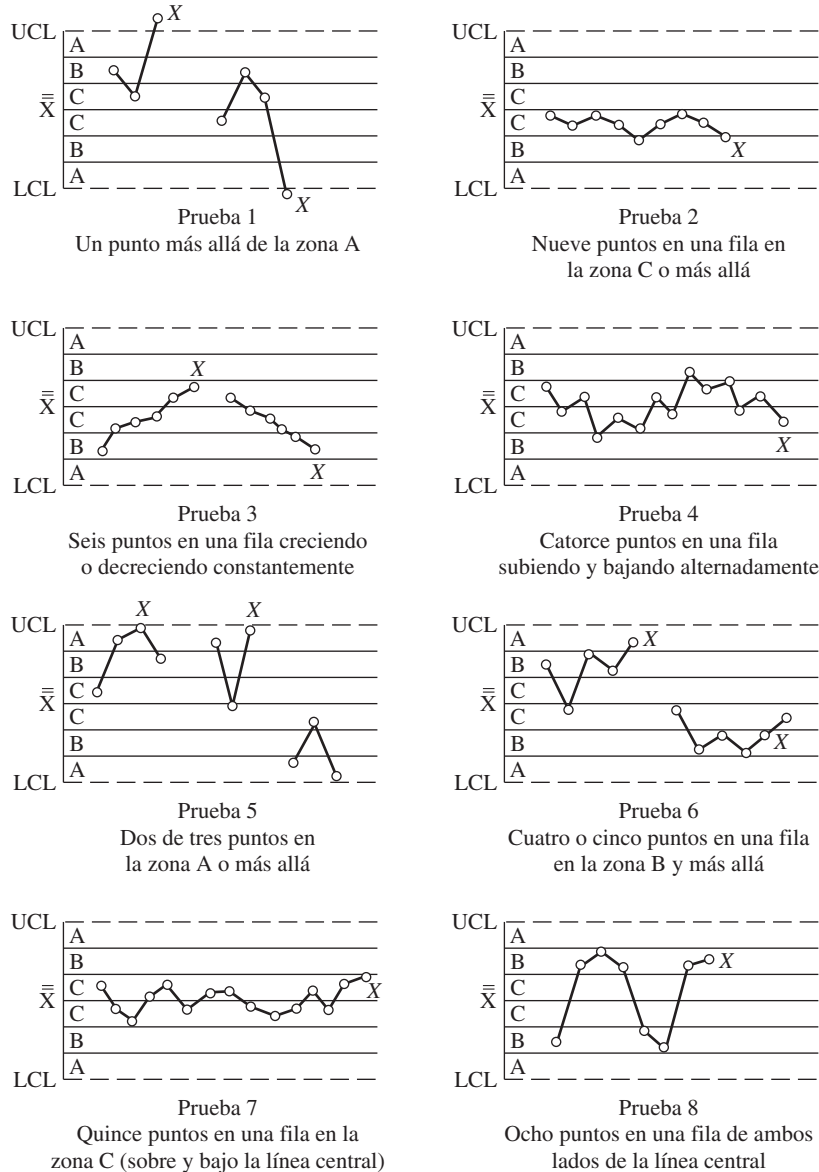 UCL
A
B
C
X̿
C
B
A
LCL
X
X
Prueba 1
Un punto más allá de la zona A
UCL
A
B
C
X̿
C
B
A
LCL
X
Prueba 2
Nueve puntos en una fila en
la zona C o más allá
UCL
A
B
C
X̿
C
B
A
LCL
X
X
Prueba 3
Seis puntos en una fila creciendo
o decreciendo constantemente
UCL
A
B
C
X̿
C
B
A
LCL
X
Prueba 4
Catorce puntos en una fila
subiendo y bajando alternadamente
UCL
A
B
C
X̿
C
B
A
LCL
X
X
Prueba 5
Dos de tres puntos en
la zona A o más allá
UCL
A
B
C
X̿
C
B
A
LCL
X
X
Prueba 6
Cuatro o cinco puntos en una fila
en la zona B y más allá
UCL
A
B
C
X̿
C
B
A
LCL
X
Prueba 7
Quince puntos en una fila en la
zona C (sobre y bajo la línea central)
UCL
A
B
C
X̿
C
B
A
LCL
X
Prueba 8
Ocho puntos en una fila de ambos
lados de la línea central